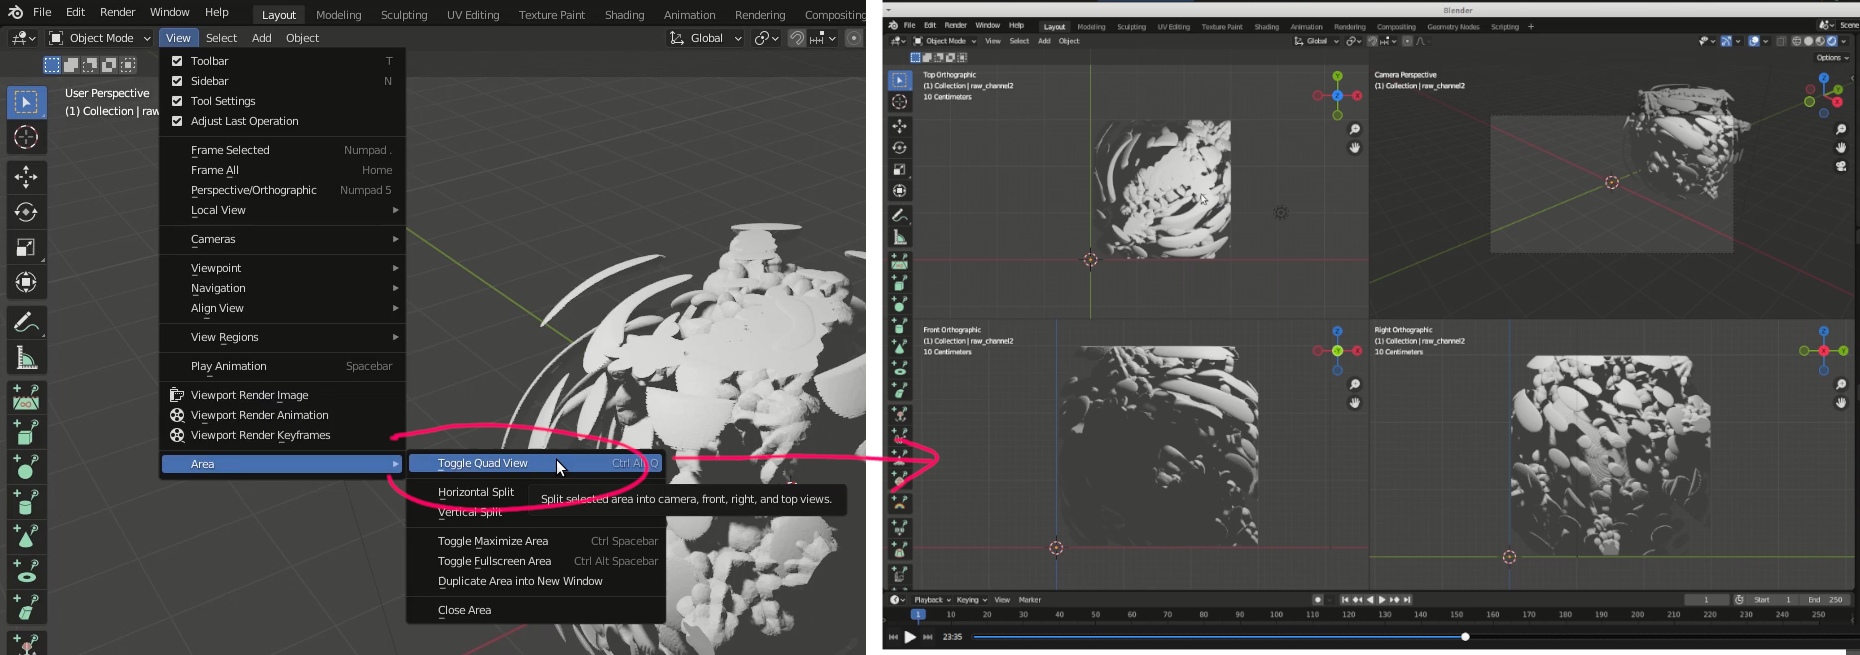 File Edit Render Window Help Layout Modeling Sculpting UV Editing Texture Paint Shading Animation Rendering Compositing
Object Mode View Select Add Object Global
User Perspective
(1) Collection | raw
Toolbar T
Sidebar N
Tool Settings
Adjust Last Operation
Frame Selected Numpad .
Frame All Home
Perspective/Orthographic Numpad 5
Local View
Cameras
Viewpoint
Navigation
Align View
View Regions
Play Animation Spacebar
Viewport Render Image
Viewport Render Animation
Viewport Render Keyframes
Area
Toggle Quad View Ctrl Alt Q
Horizontal Split
Split selected area into camera, front, right, and top views.
Vertical Split
Toggle Maximize Area Ctrl Spacebar
Toggle Fullscreen Area Ctrl Alt Spacebar
Duplicate Area into New Window
Close Area
Blender
File Edit Render Window Help Layout Modeling Sculpting UV Editing Texture Paint Shading Animation Rendering Compositing Geometry Nodes Scripting + Scene
Object Mode View Select Add Object Global
Options
Top Orthographic
(1) Collection | raw_channel2
10 Centimeters
Camera Perspective
(1) Collection | raw_channel2
Front Orthographic
(1) Collection | raw_channel2
10 Centimeters
Right Orthographic
(1) Collection | raw_channel2
10 Centimeters
Playback Keying View Marker 1 Start 1 End 250
1 10 20 30 40 50 60 70 80 90 100 110 120 130 140 150 160 170 180 190 200 210 220 230 240 250
23:35